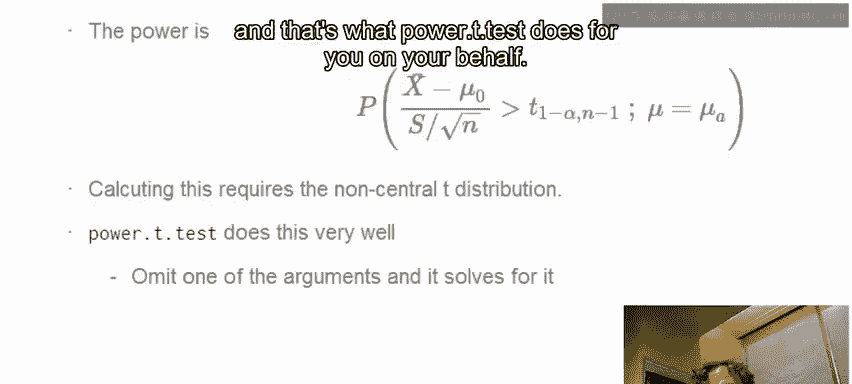 · The power is
and that's what power.t.test does for
you on your behalf.
P( (X̄ − μ₀) / (S/√n) > t₁₋α,ₙ₋₁ ; μ = μₐ )
· Calcuting this requires the non-central t distribution.
· power.t.test does this very well
- Omit one of the arguments and it solves for it